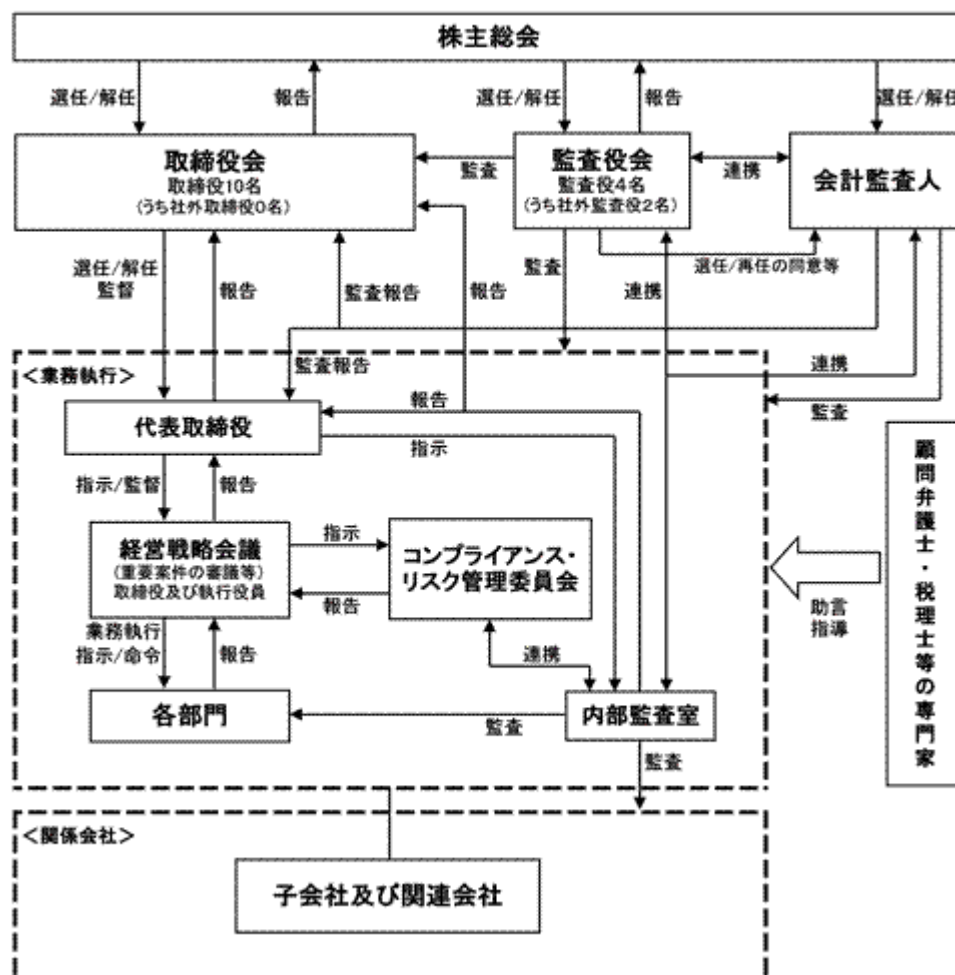 株主総会
選任/解任
報告
選任/解任
報告
選任/解任
取締役会
取締役10名
(うち社外取締役0名)
監査
監査役会
監査役4名
(うち社外監査役2名)
連携
会計監査人
選任/解任
監督
報告
監査報告
報告
監査
連携
選任/再任の同意等
<業務執行>
監査報告
連携
代表取締役
報告
指示
監査
指示/監督
報告
経営戦略会議
(重要案件の審議等)
取締役及び執行役員
指示
報告
コンプライアンス・
リスク管理委員会
助言
指導
顧問弁護士・税理士等の専門家
業務執行
指示/命令
報告
連携
各部門
監査
内部監査室
監査
<関係会社>
子会社及び関連会社